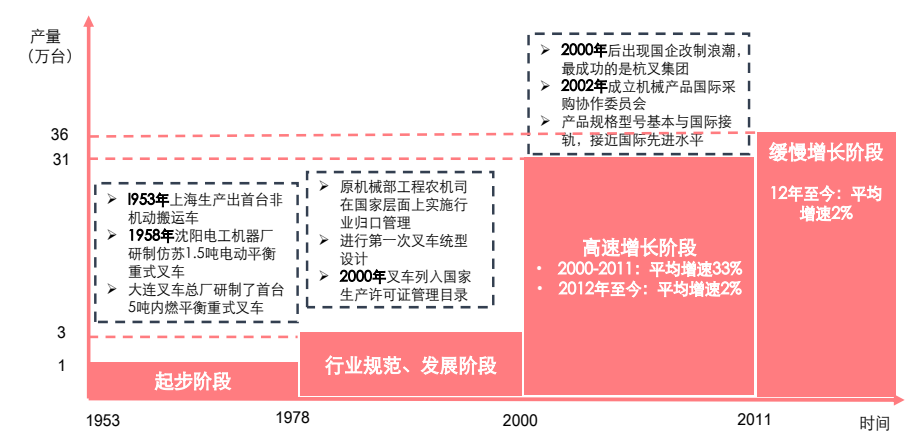 产量
（万台）
36
31
3
1
➢ 1953年上海生产出首台非
机动搬运车
➢ 1958年沈阳电工机器厂
研制仿苏1.5吨电动平衡
重式叉车
➢ 大连叉车总厂研制了首台
5吨内燃平衡重式叉车
起步阶段
➢ 原机械部工程农机司
在国家层面上实施行
业归口管理
➢ 进行第一次叉车统型
设计
➢ 2000年叉车列入国家
生产许可证管理目录
行业规范、发展阶段
➢ 2000年后出现国企改制浪潮，
最成功的是杭叉集团
➢ 2002年成立机械产品国际采
购协作委员会
➢ 产品规格型号基本与国际接
轨，接近国际先进水平
高速增长阶段
• 2000-2011：平均增速33%
• 2012年至今：平均增速2%
缓慢增长阶段
12年至今：平均
增速2%
1953
1978
2000
2011
时间